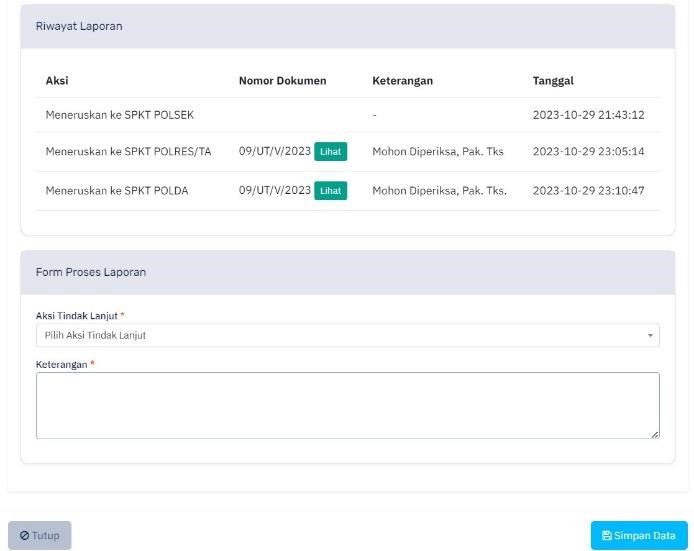 Riwayat Laporan
Aksi Nomor Dokumen Keterangan Tanggal
Meneruskan ke SPKT POLSEK - 2023-10-29 21:43:12
Meneruskan ke SPKT POLRES/TA 09/UT/V/2023 Lihat Mohon Diperiksa, Pak. Tks 2023-10-29 23:05:14
Meneruskan ke SPKT POLDA 09/UT/V/2023 Lihat Mohon Diperiksa, Pak. Tks. 2023-10-29 23:10:47
Form Proses Laporan
Aksi Tindak Lanjut *
Pilih Aksi Tindak Lanjut
Keterangan *
Tutup Simpan Data